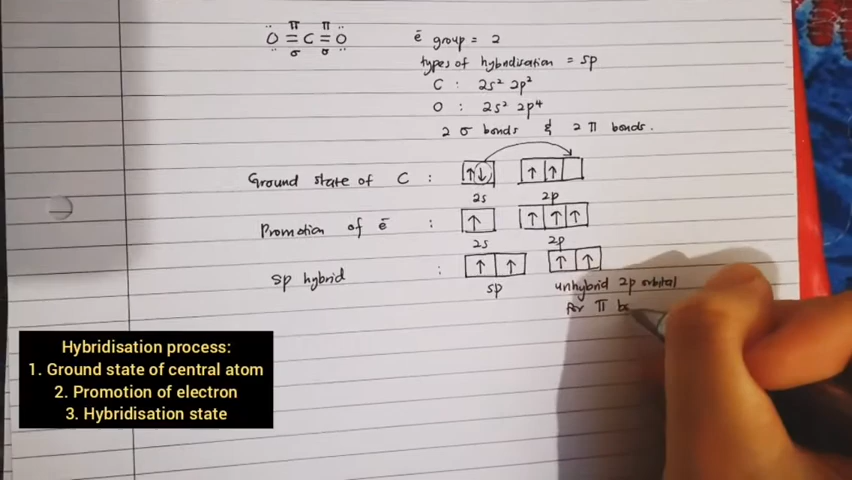 π π
O = C = O
σ σ
ē group = 2
types of hybridisation = sp
C : 2s² 2p²
O : 2s² 2p⁴
2 σ bonds & 2 π bonds.
Ground state of C : ↑↓ ↑ ↑
2s 2p
Promotion of ē : ↑ ↑ ↑ ↑
2s 2p
sp hybrid : ↑ ↑ ↑ ↑
sp unhybrid 2p orbital
for π bo
Hybridisation process:
1. Ground state of central atom
2. Promotion of electron
3. Hybridisation state